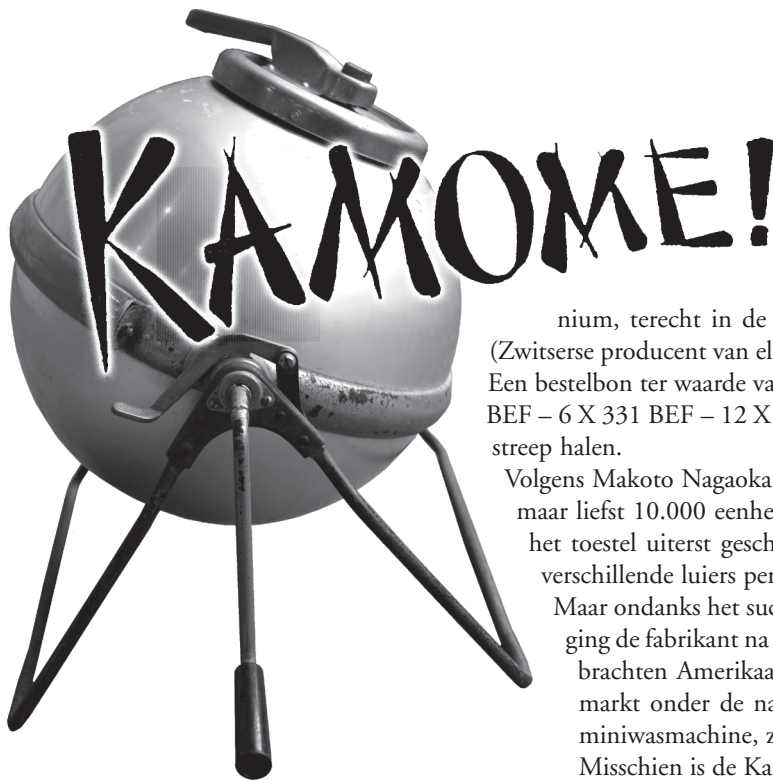 KAMOME!
nium, terecht in de
(Zwitserse producent van el
Een bestelbon ter waarde va
BEF – 6 X 331 BEF – 12 X
streep halen.
Volgens Makoto Nagaoka
maar liefst 10.000 eenhe
het toestel uiterst gesch
verschillende luiers per
Maar ondanks het suc
ging de fabrikant na
brachten Amerikaa
markt onder de na
miniwasmachine, z
Misschien is de Ka